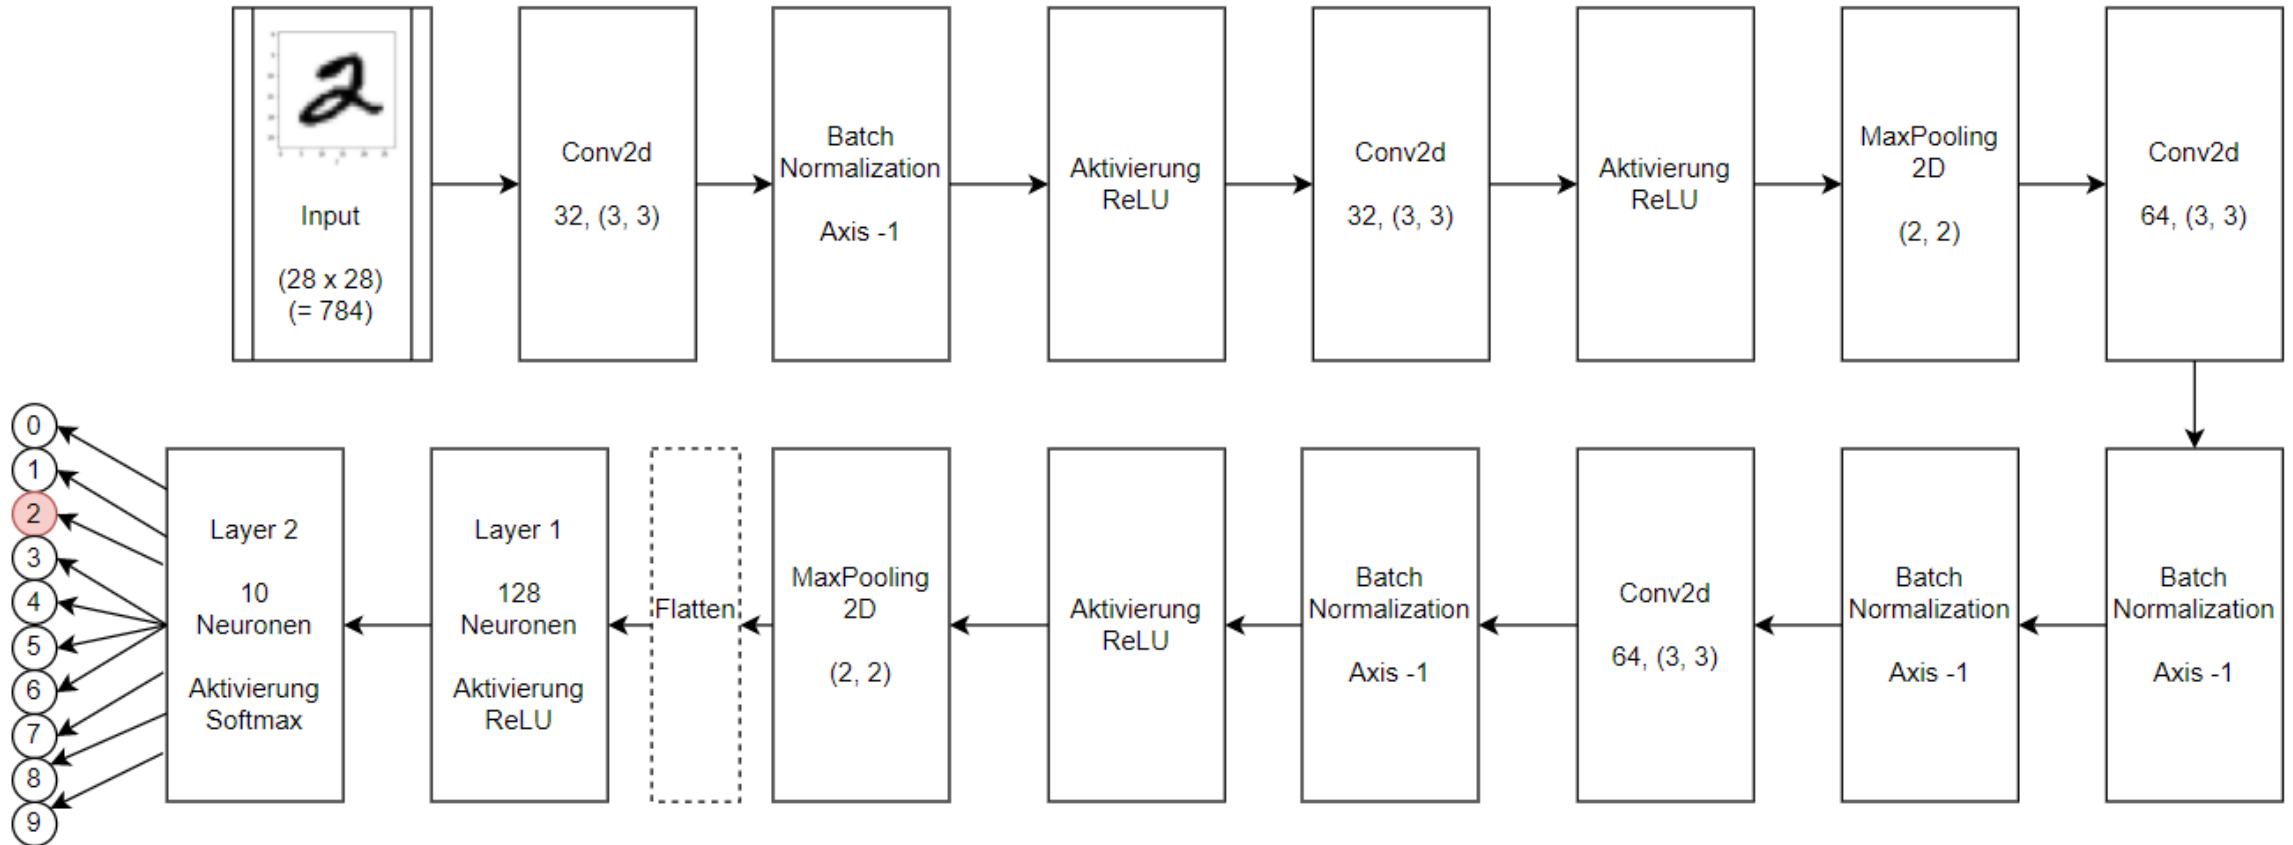 Input
(28 x 28)
(= 784)
Conv2d
32, (3, 3)
Batch
Normalization
Axis -1
Aktivierung
ReLU
Conv2d
32, (3, 3)
Aktivierung
ReLU
MaxPooling
2D
(2, 2)
Conv2d
64, (3, 3)
Batch
Normalization
Axis -1
Batch
Normalization
Axis -1
Conv2d
64, (3, 3)
Batch
Normalization
Axis -1
Aktivierung
ReLU
MaxPooling
2D
(2, 2)
Flatten
Layer 1
128
Neuronen
Aktivierung
ReLU
Layer 2
10
Neuronen
Aktivierung
Softmax
0
1
2
3
4
5
6
7
8
9